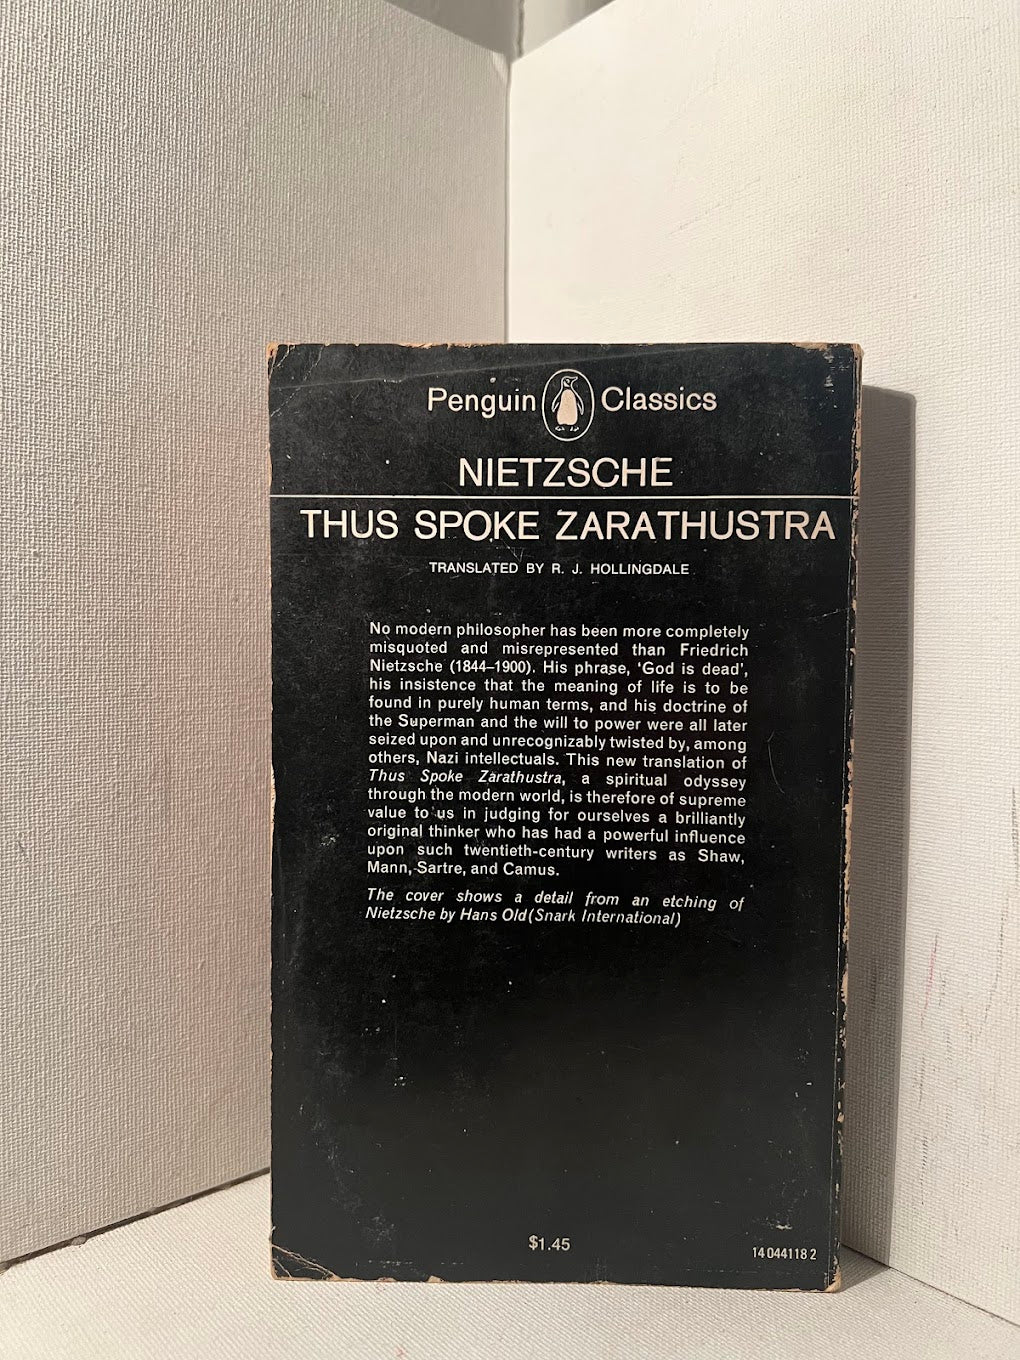 Penguin Classics
NIETZSCHE
THUS SPOKE ZARATHUSTRA
TRANSLATED BY R. J. HOLLINGDALE
No modern philosopher has been more completely
misquoted and misrepresented than Friedrich
Nietzsche (1844–1900). His phrase, ‘God is dead’,
his insistence that the meaning of life is to be
found in purely human terms, and his doctrine of
the Superman and the will to power were all later
seized upon and unrecognizably twisted by, among
others, Nazi intellectuals. This new translation of
Thus Spoke Zarathustra, a spiritual odyssey
through the modern world, is therefore of supreme
value to us in judging for ourselves a brilliantly
original thinker who has had a powerful influence
upon such twentieth-century writers as Shaw,
Mann, Sartre, and Camus.
The cover shows a detail from an etching of
Nietzsche by Hans Old (Snark International)
$1.45
14 044118 2